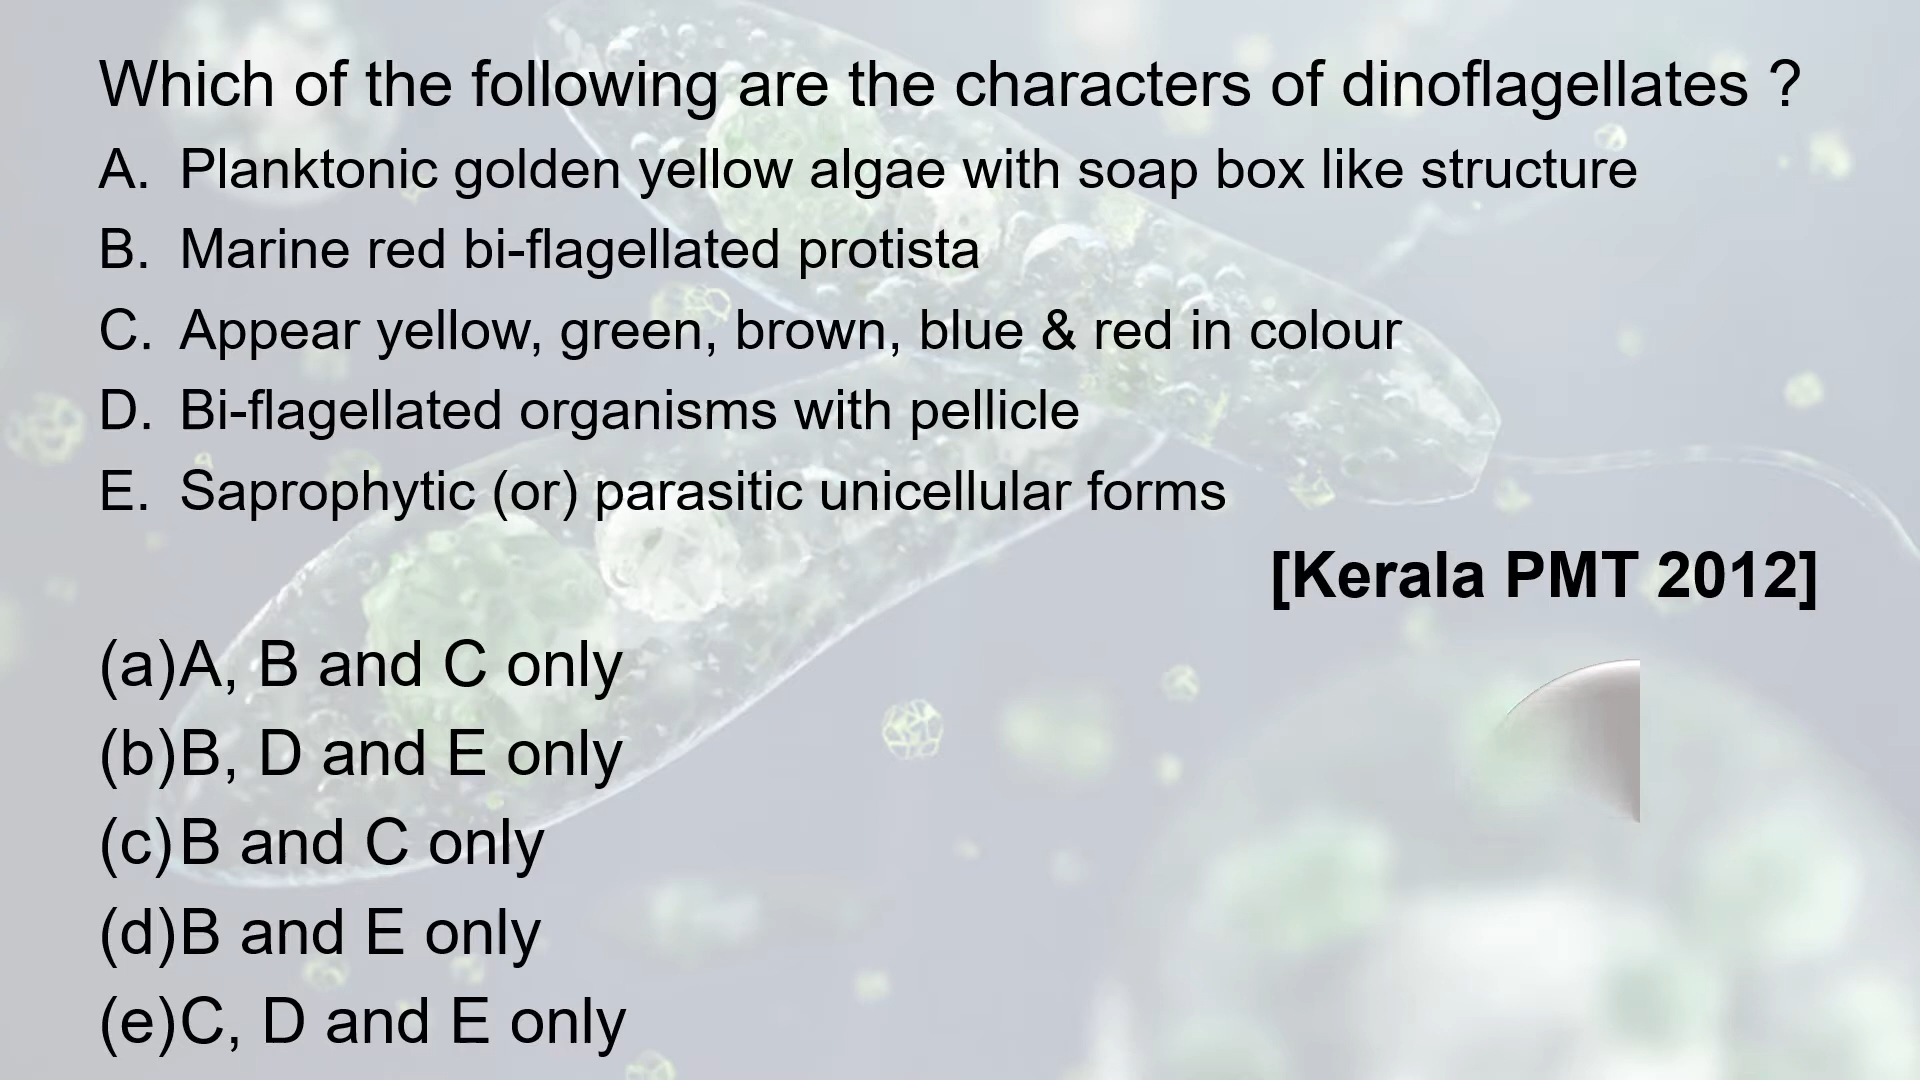 Which of the following are the characters of dinoflagellates ?
A. Planktonic golden yellow algae with soap box like structure
B. Marine red bi-flagellated protista
C. Appear yellow, green, brown, blue & red in colour
D. Bi-flagellated organisms with pellicle
E. Saprophytic (or) parasitic unicellular forms
[Kerala PMT 2012]
(a)A, B and C only
(b)B, D and E only
(c)B and C only
(d)B and E only
(e)C, D and E only